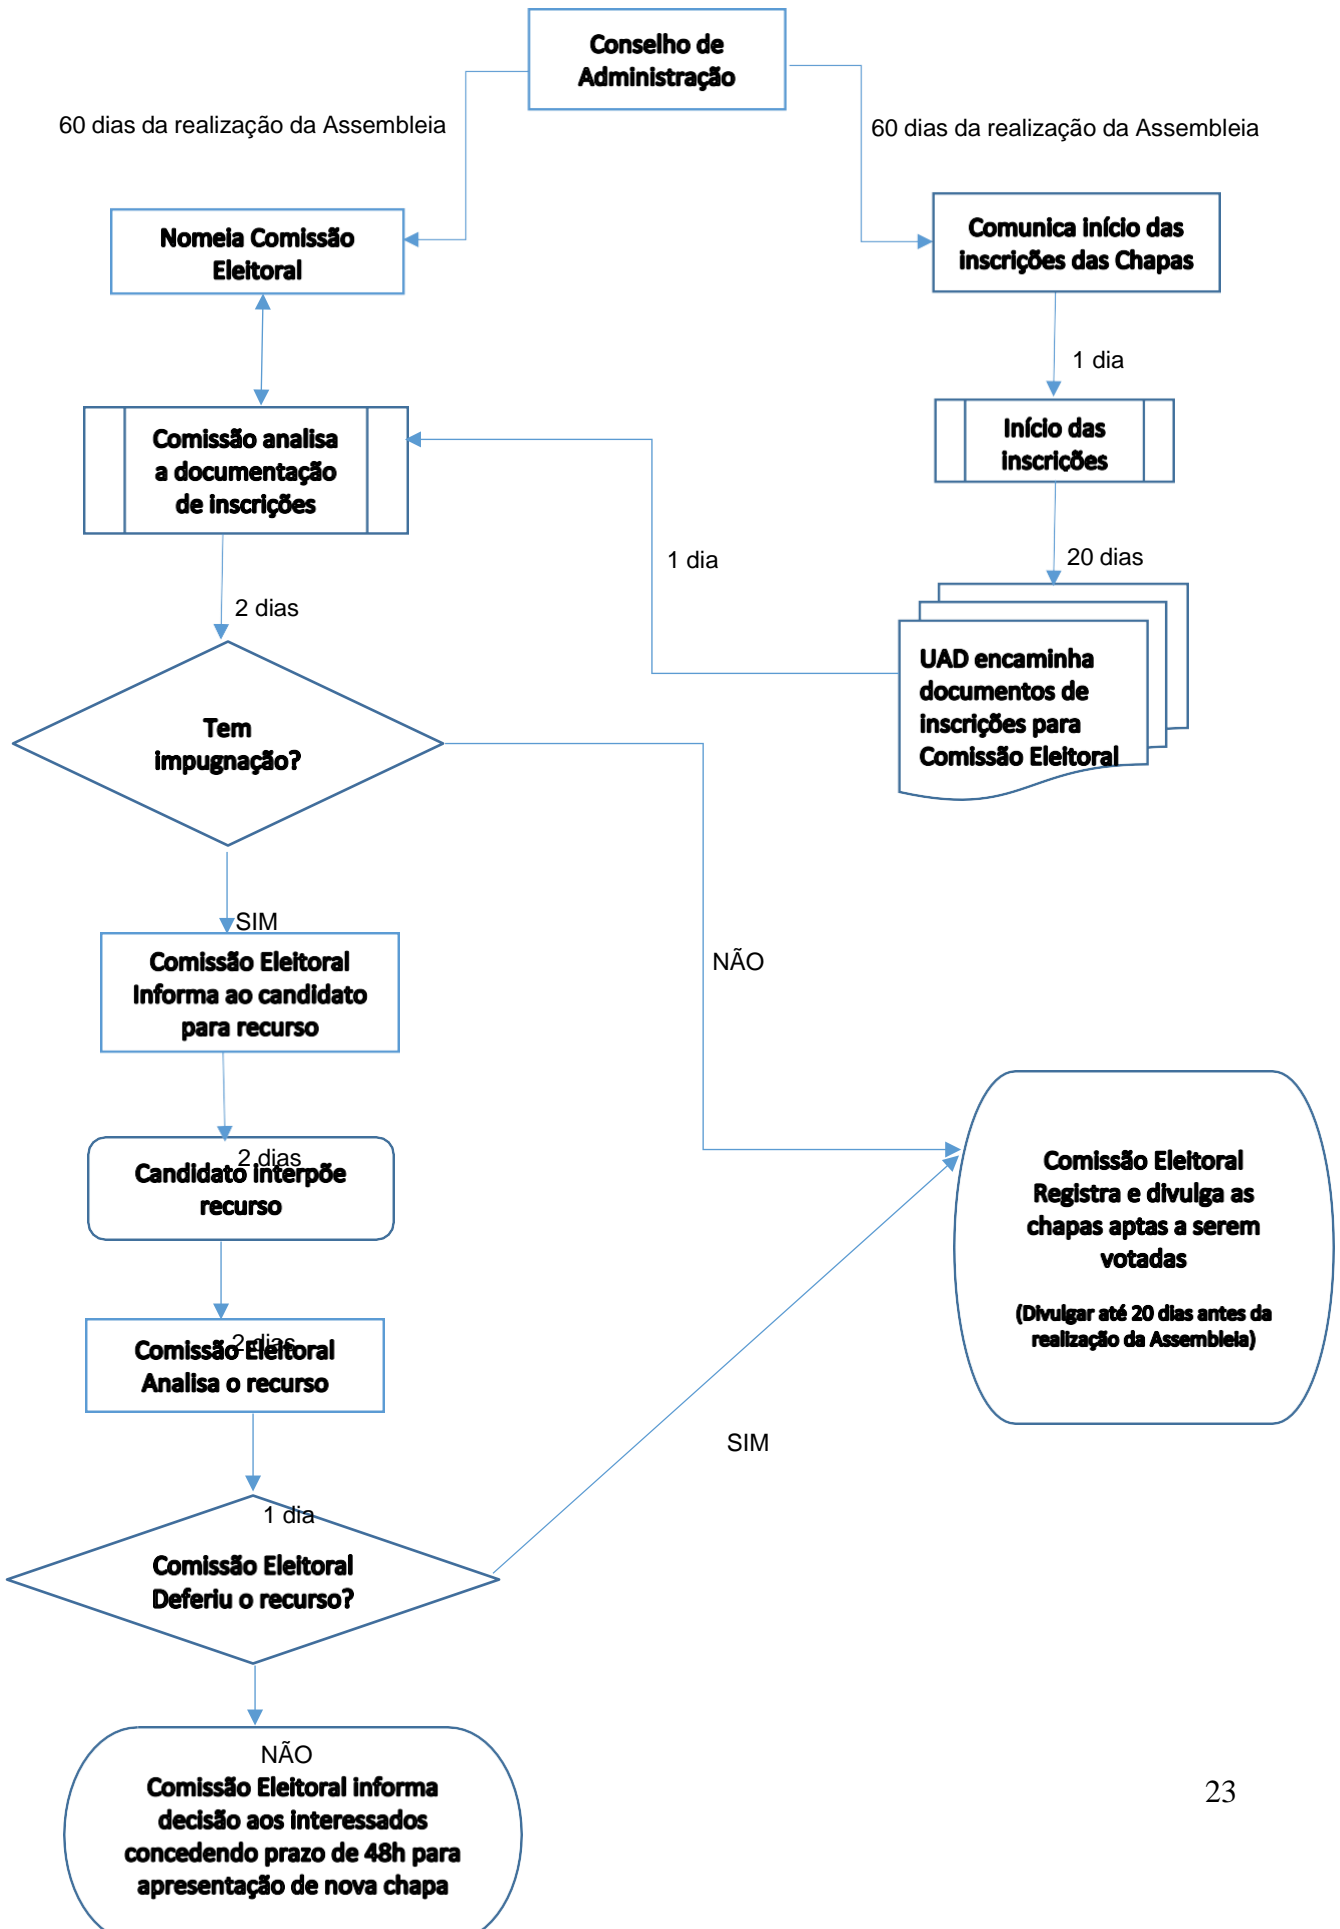 Conselho de
Administração
60 dias da realização da Assembleia
60 dias da realização da Assembleia
Nomeia Comissão
Eleitoral
Comunica início das
inscrições das Chapas
1 dia
Comissão analisa
a documentação
de inscrições
Início das
inscrições
1 dia
20 dias
2 dias
UAD encaminha
documentos de
inscrições para
Comissão Eleitoral
Tem
impugnação?
SIM
Comissão Eleitoral
Informa ao candidato
para recurso
NÃO
2 dias
Candidato interpõe
recurso
Comissão Eleitoral
Registra e divulga as
chapas aptas a serem
votadas
(Divulgar até 20 dias antes da
realização da Assembleia)
2 dias
Comissão Eleitoral
Analisa o recurso
SIM
1 dia
Comissão Eleitoral
Deferiu o recurso?
NÃO
Comissão Eleitoral informa
decisão aos interessados
concedendo prazo de 48h para
apresentação de nova chapa
23